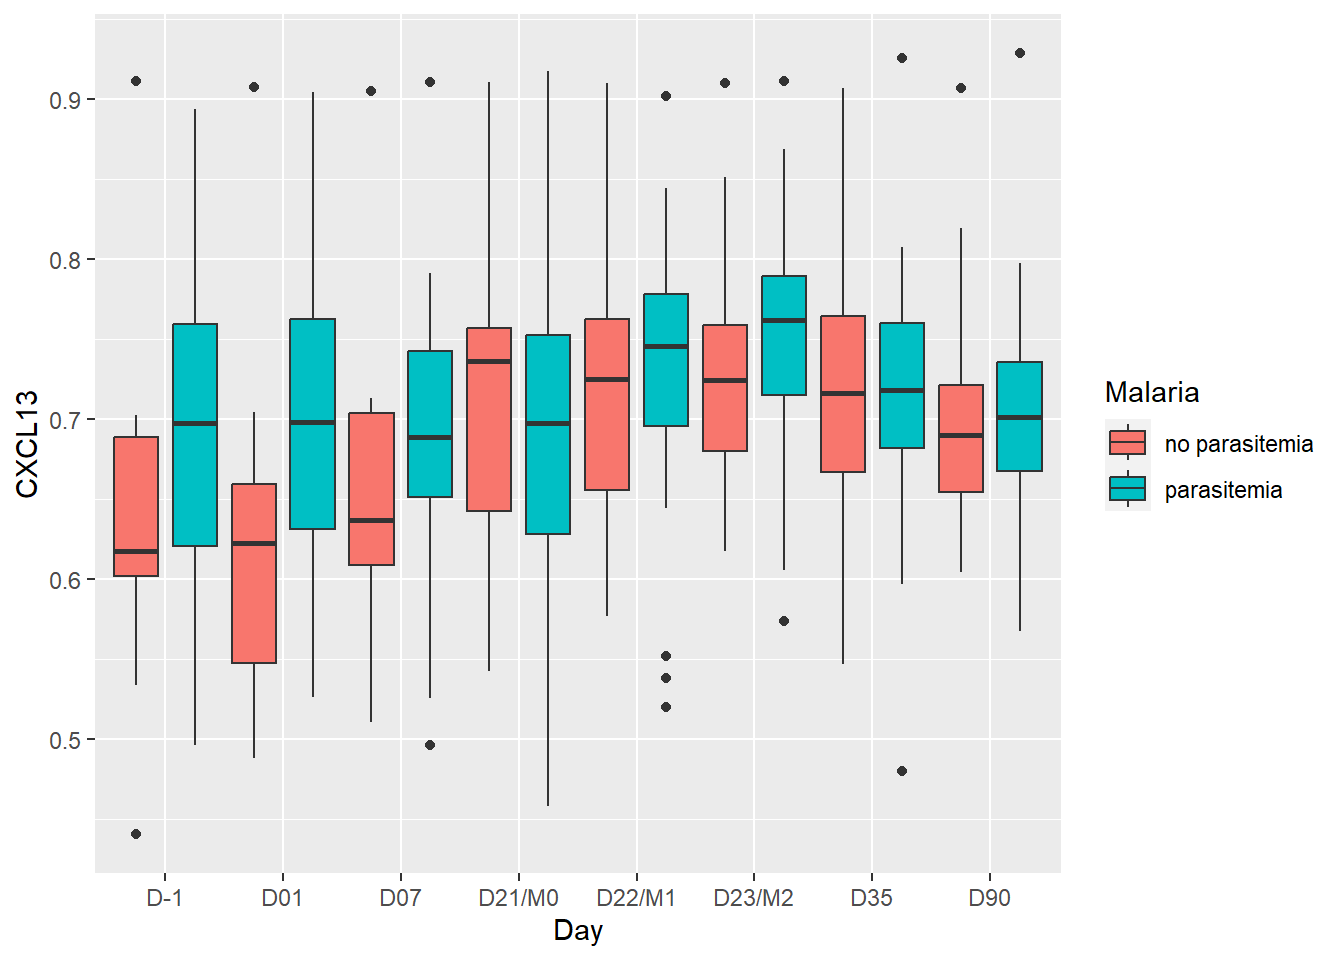 CXCL13
0.9
0.8
0.7
0.6
0.5
D-1 D01 D07 D21/M0 D22/M1 D23/M2 D35 D90
Day
Malaria
no parasitemia
parasitemia